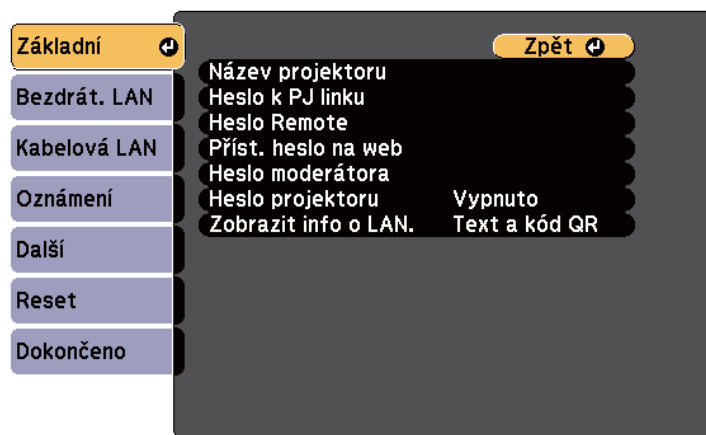 Základní
Bezdrát. LAN
Kabelová LAN
Oznámení
Další
Reset
Dokončeno
Zpět
Název projektoru
Heslo k PJ linku
Heslo Remote
Příst. heslo na web
Heslo moderátora
Heslo projektoru Vypnuto
Zobrazit info o LAN. Text a kód QR